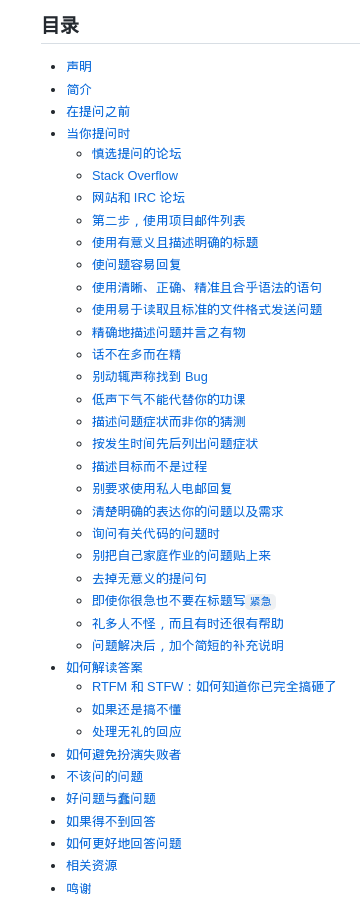 目录
声明
简介
在提问之前
当你提问时
慎选提问的论坛
Stack Overflow
网站和 IRC 论坛
第二步，使用项目邮件列表
使用有意义且描述明确的标题
使问题容易回复
使用清晰、正确、精准且合乎语法的语句
使用易于读取且标准的文件格式发送问题
精确地描述问题并言之有物
话不在多而在精
别动辄声称找到 Bug
低声下气不能代替你的功课
描述问题症状而非你的猜测
按发生时间先后列出问题症状
描述目标而不是过程
别要求使用私人电邮回复
清楚明确的表达你的问题以及需求
询问有关代码的问题时
别把自己家庭作业的问题贴上来
去掉无意义的提问句
即使你很急也不要在标题写紧急
礼多人不怪，而且有时还很有帮助
问题解决后，加个简短的补充说明
如何解读答案
RTFM 和 STFW：如何知道你已完全搞砸了
如果还是搞不懂
处理无礼的回应
如何避免扮演失败者
不该问的问题
好问题与蠢问题
如果得不到回答
如何更好地回答问题
相关资源
鸣谢